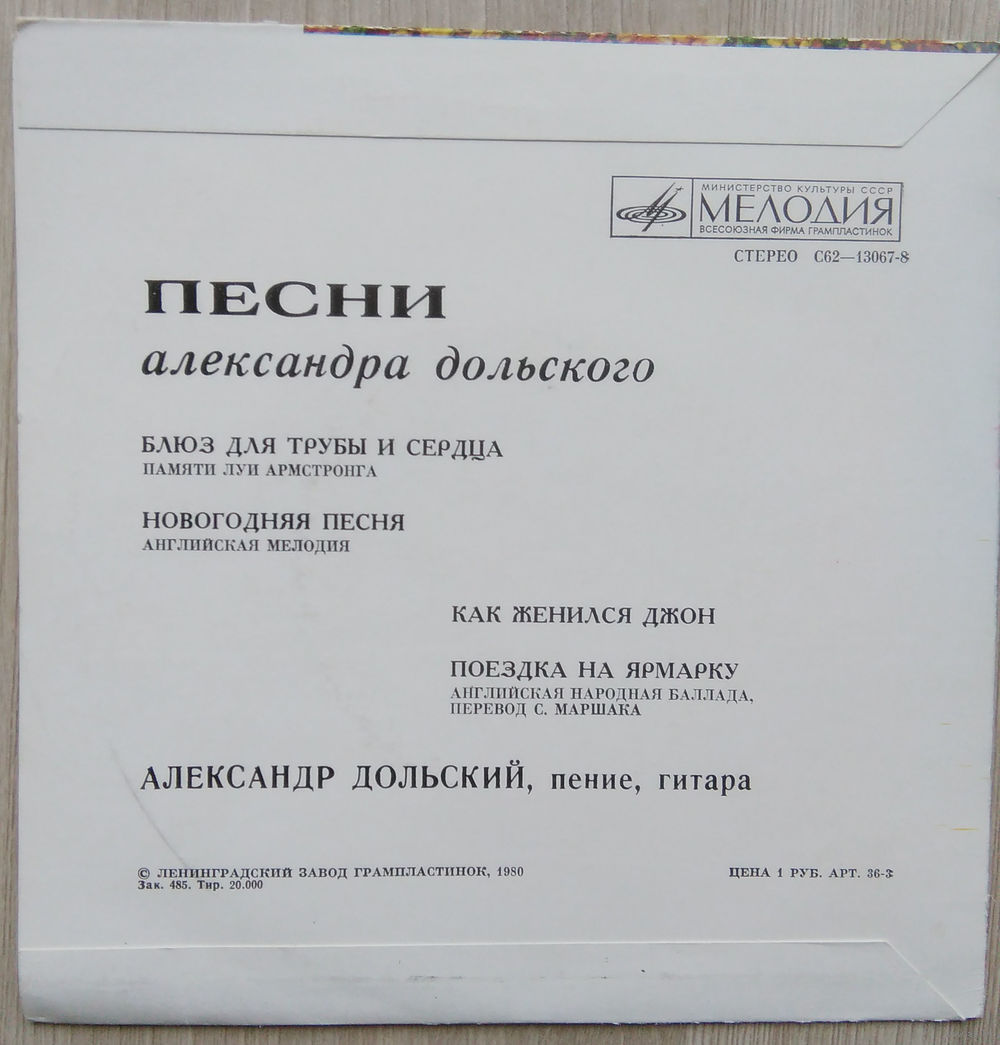 МИНИСТЕРСТВО КУЛЬТУРЫ СССР
МЕЛОДИЯ
ВСЕСОЮЗНАЯ ФИРМА ГРАМПЛАСТИНОК
СТЕРЕО С62—13067-8
ПЕСНИ
александра дольского
БЛЮЗ ДЛЯ ТРУБЫ И СЕРДЦА
ПАМЯТИ ЛУИ АРМСТРОНГА
НОВОГОДНЯЯ ПЕСНЯ
АНГЛИЙСКАЯ МЕЛОДИЯ
КАК ЖЕНИЛСЯ ДЖОН
ПОЕЗДКА НА ЯРМАРКУ
АНГЛИЙСКАЯ НАРОДНАЯ БАЛЛАДА,
ПЕРЕВОД С. МАРШАКА
АЛЕКСАНДР ДОЛЬСКИЙ, пение, гитара
© ЛЕНИНГРАДСКИЙ ЗАВОД ГРАМПЛАСТИНОК, 1980
Зак. 485. Тир. 20.000
ЦЕНА 1 РУБ. АРТ. 36-3